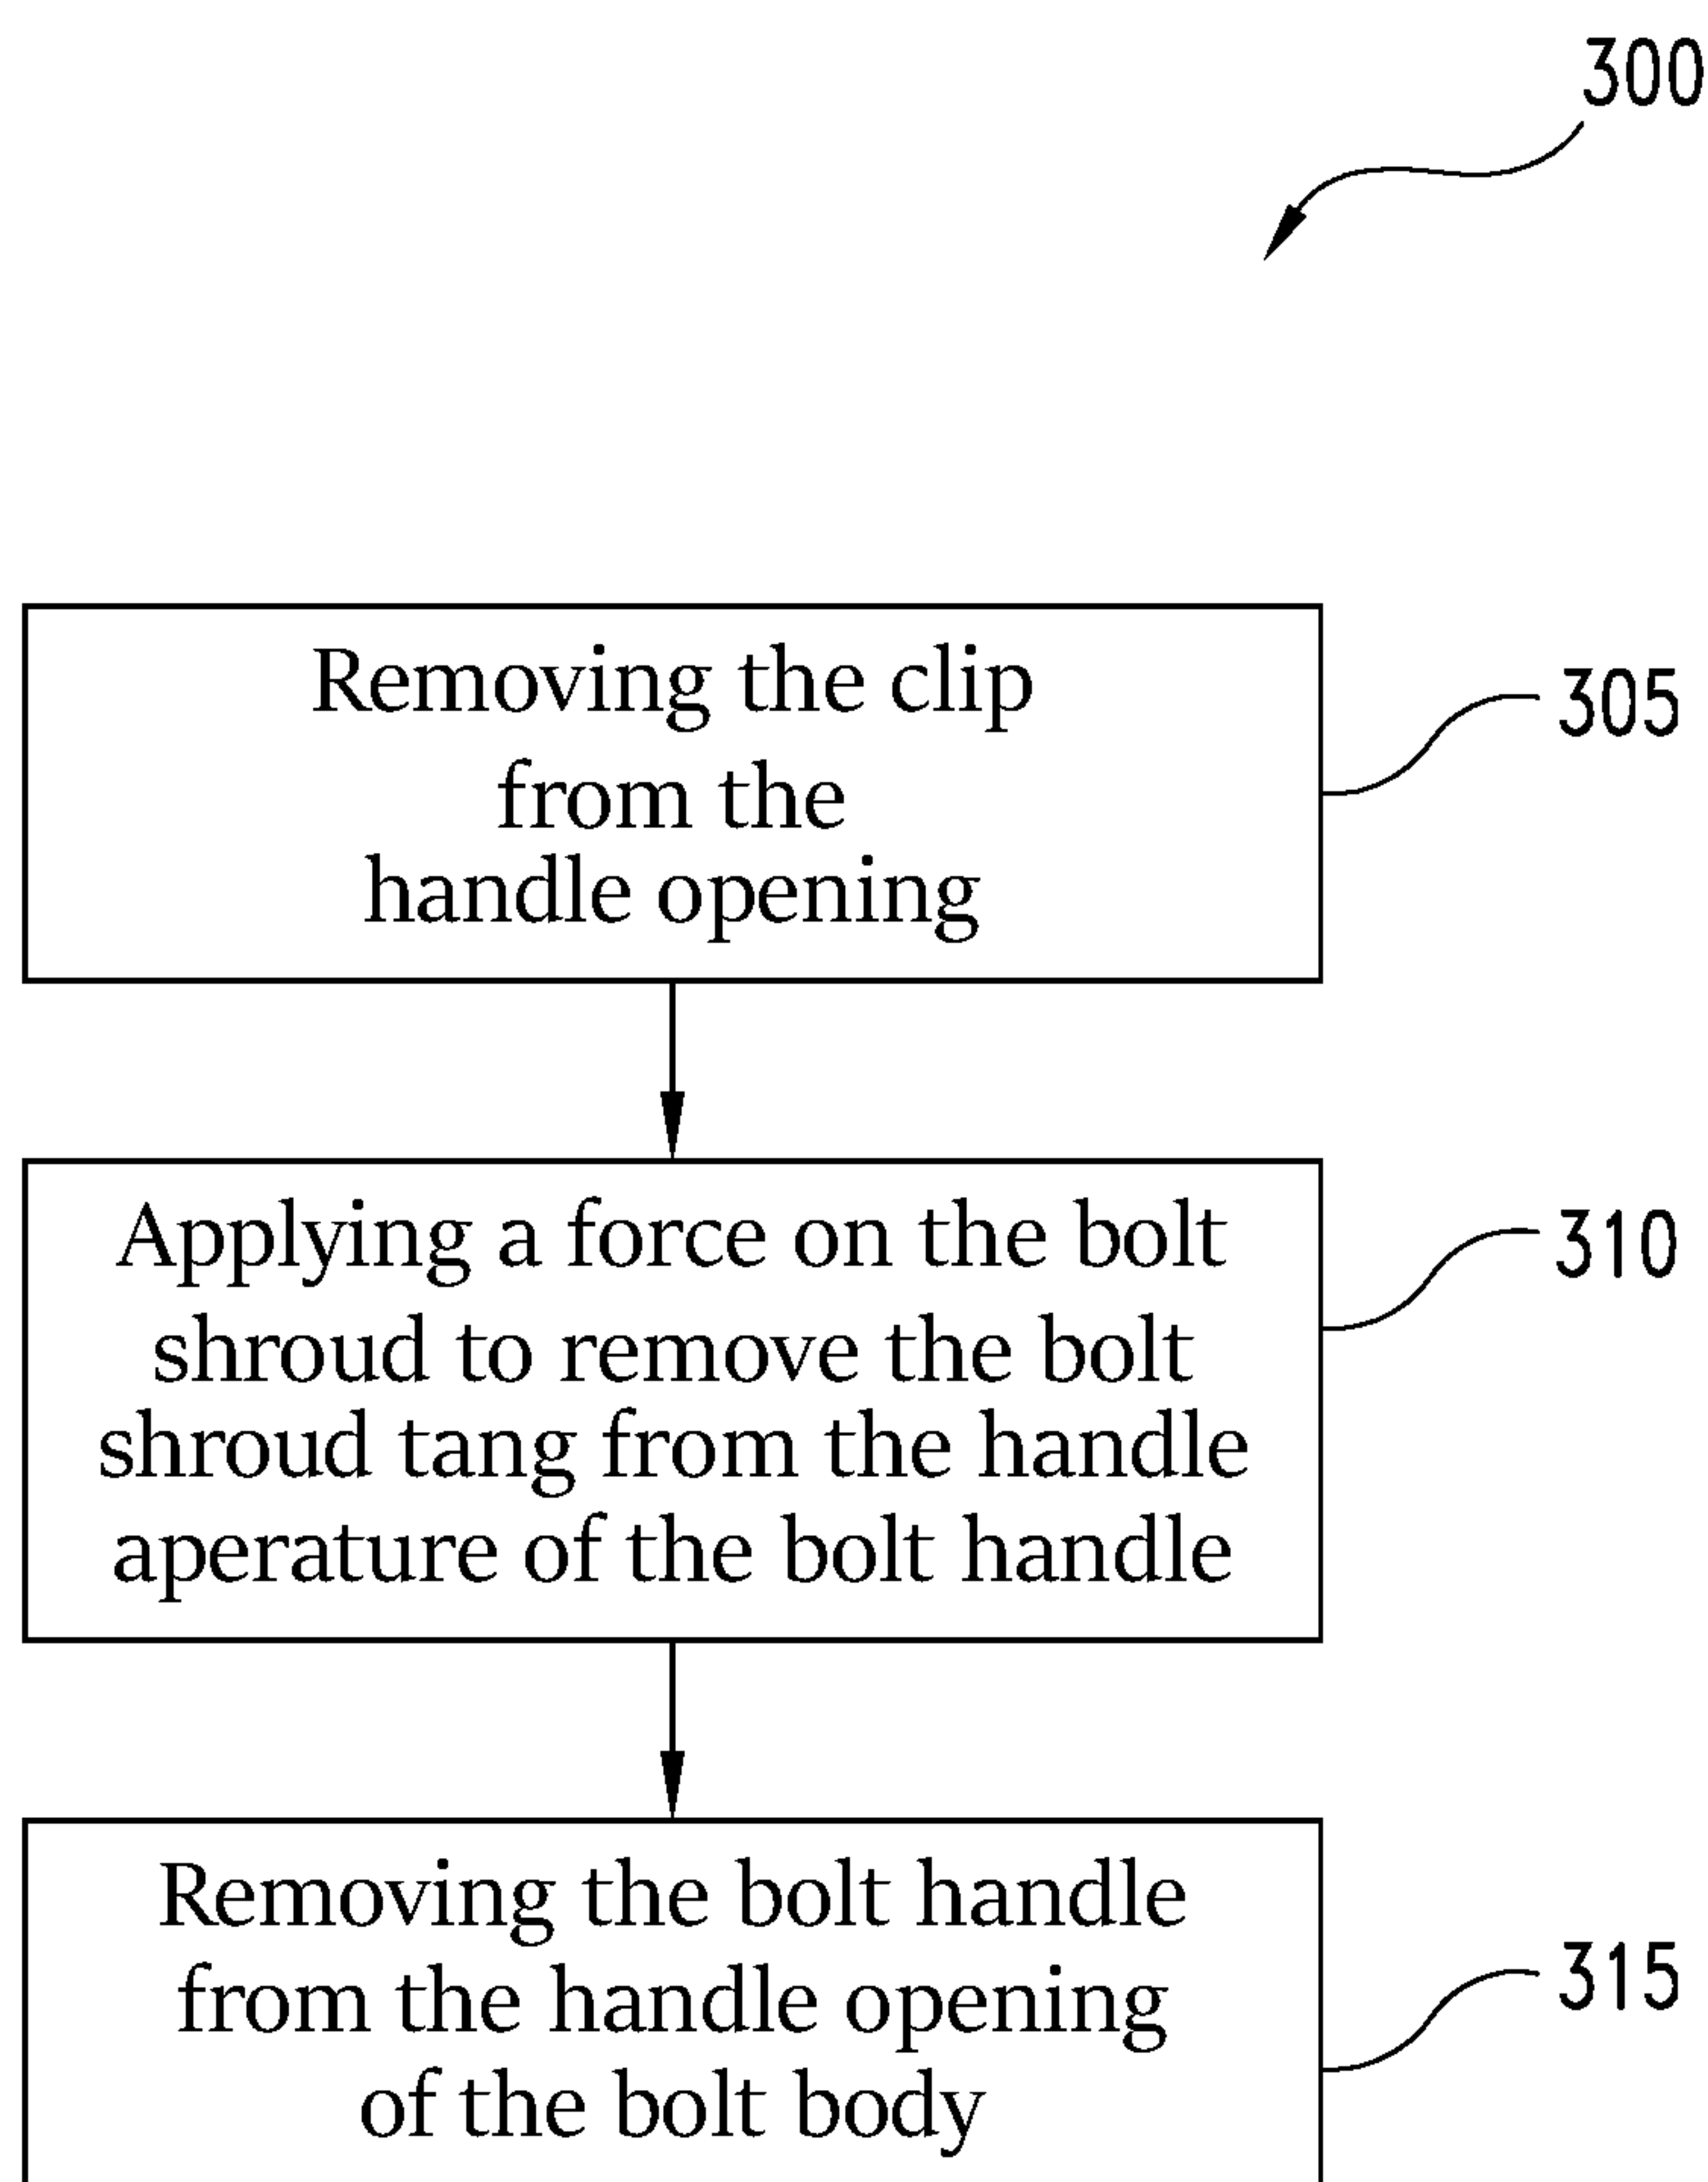 300
Removing the clip
from the
handle opening
305
Applying a force on the bolt
shroud to remove the bolt
shroud tang from the handle
aperature of the bolt handle
310
Removing the bolt handle
from the handle opening
of the bolt body
315